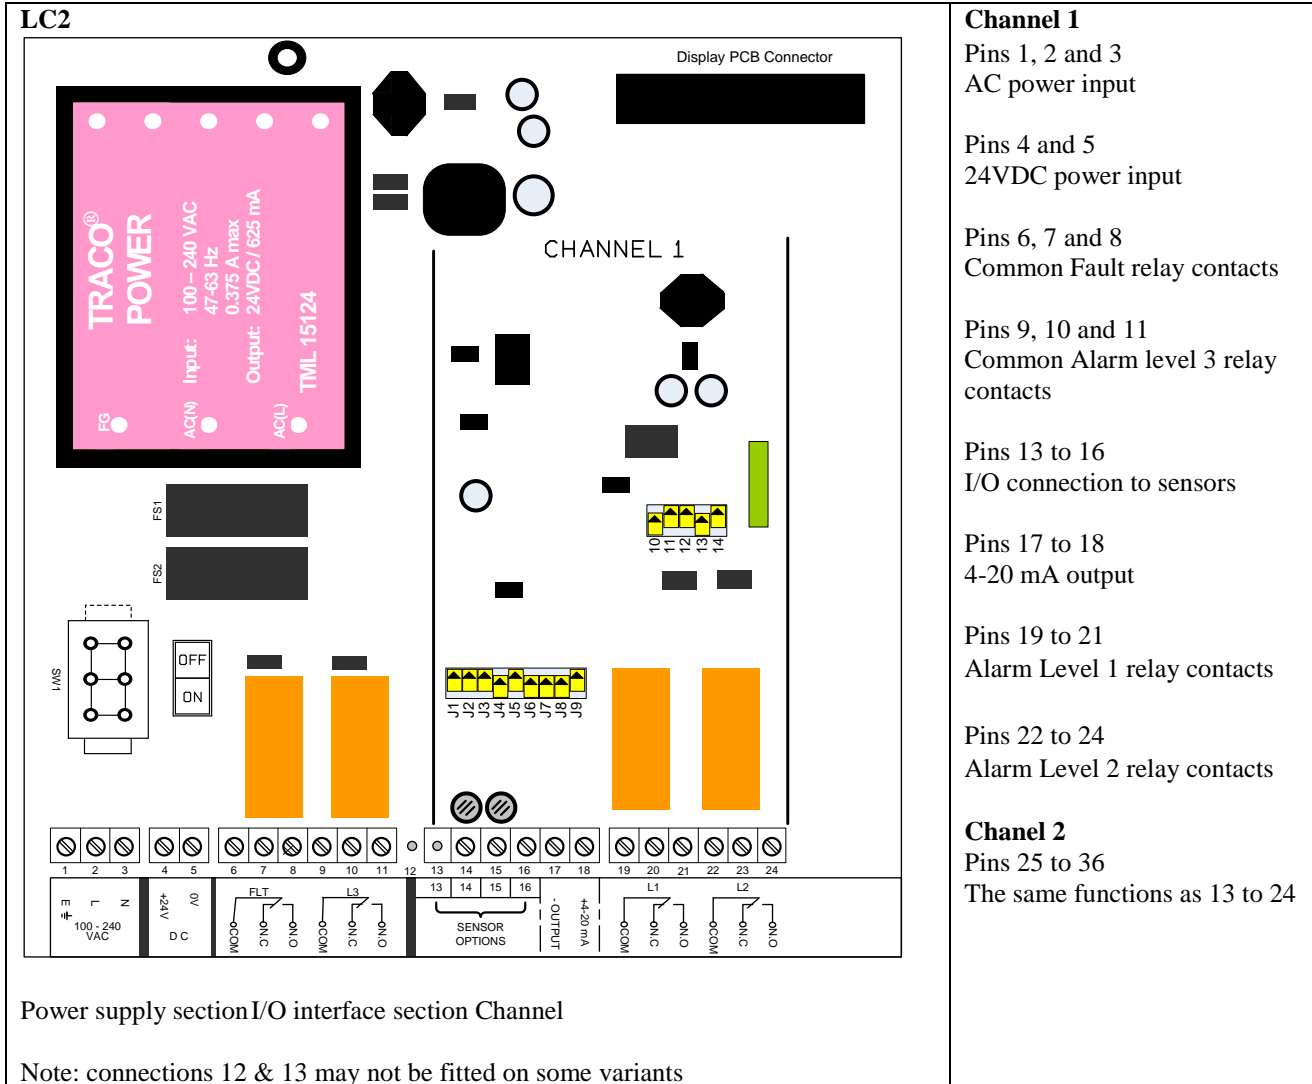 LC2
Display PCB Connector
TRACO®
POWER
Input: 100 – 240 VAC
47-63 Hz
0.375 A max
Output: 24VDC / 625 mA
TML 15124
FG
AC(N)
AC(L)
CHANNEL 1
FS1
FS2
10 11 12 13 14
SW1
OFF
ON
J1 J2 J3 J4 J5 J6 J7 J8 J9
1 2 3 4 5 6 7 8 9 10 11 12 13 14 15 16 17 18 19 20 21 22 23 24
13 14 15 16
E L N
100 - 240
VAC
+24V 0V
D C
FLT
COM N.C N.O
L3
COM N.C N.O
SENSOR
OPTIONS
- OUTPUT
+4-20 mA
L1
COM N.C N.O
L2
COM N.C N.O
Power supply section I/O interface section Channel
Note: connections 12 & 13 may not be fitted on some variants
Channel 1
Pins 1, 2 and 3
AC power input
Pins 4 and 5
24VDC power input
Pins 6, 7 and 8
Common Fault relay contacts
Pins 9, 10 and 11
Common Alarm level 3 relay
contacts
Pins 13 to 16
I/O connection to sensors
Pins 17 to 18
4-20 mA output
Pins 19 to 21
Alarm Level 1 relay contacts
Pins 22 to 24
Alarm Level 2 relay contacts
Chanel 2
Pins 25 to 36
The same functions as 13 to 24